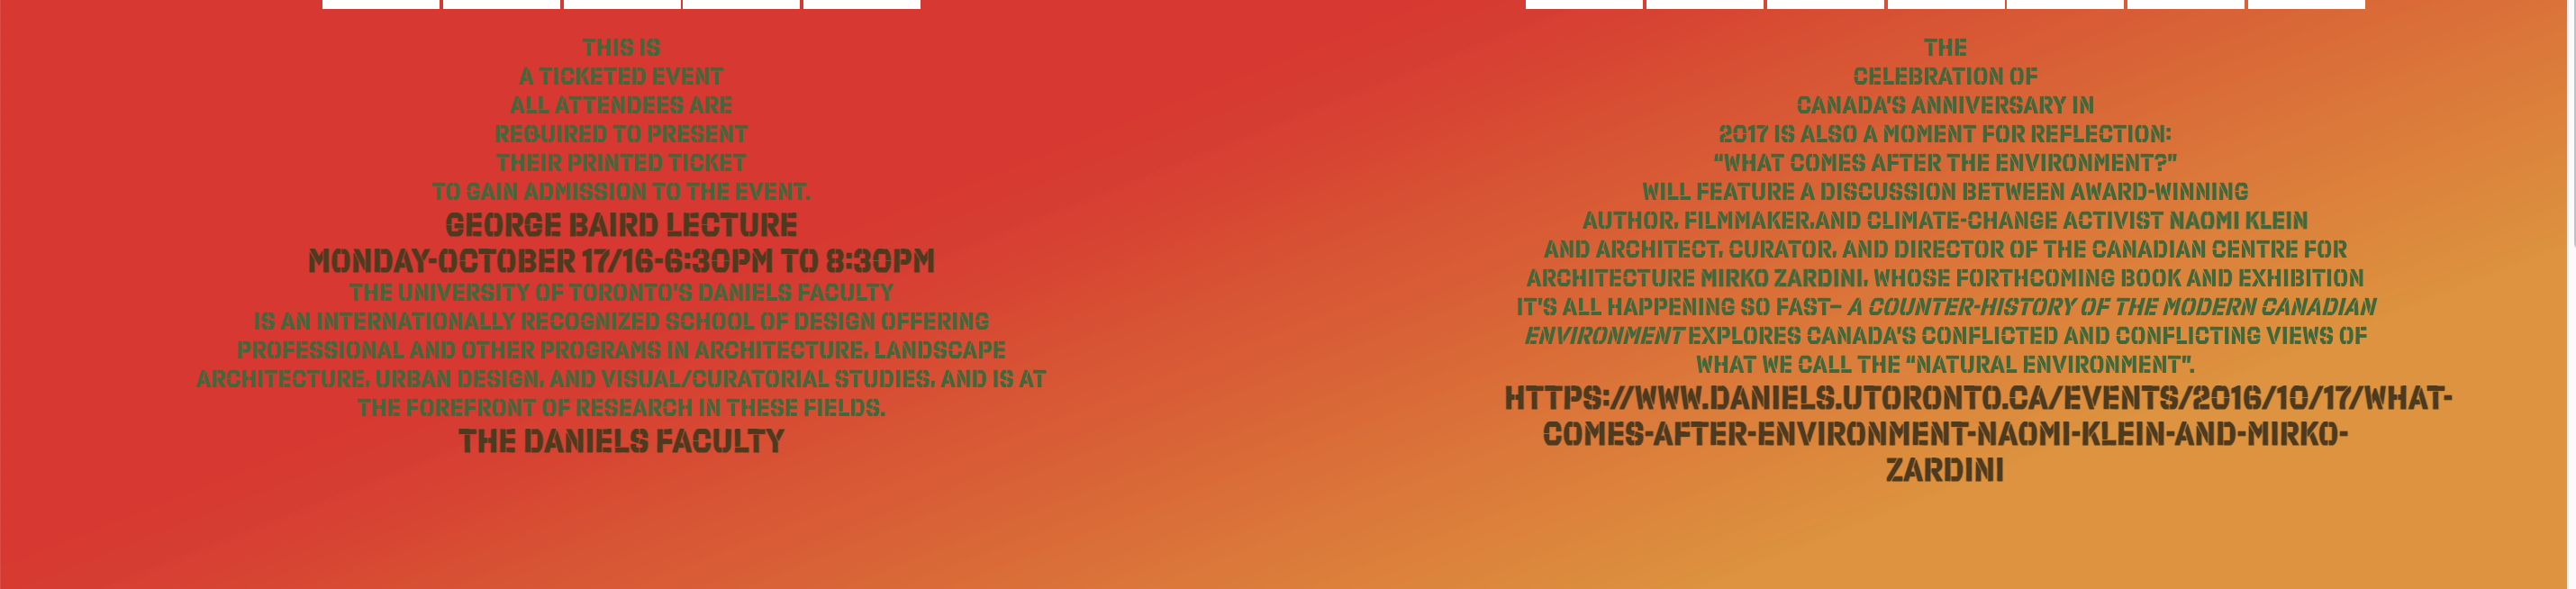 THIS IS
A TICKETED EVENT
ALL ATTENDEES ARE
REQUIRED TO PRESENT
THEIR PRINTED TICKET
TO GAIN ADMISSION TO THE EVENT.
GEORGE BAIRD LECTURE
MONDAY-OCTOBER 17/16-6:30PM TO 8:30PM
THE UNIVERSITY OF TORONTO'S DANIELS FACULTY
IS AN INTERNATIONALLY RECOGNIZED SCHOOL OF DESIGN OFFERING
PROFESSIONAL AND OTHER PROGRAMS IN ARCHITECTURE, LANDSCAPE
ARCHITECTURE, URBAN DESIGN, AND VISUAL/CURATORIAL STUDIES, AND IS AT
THE FOREFRONT OF RESEARCH IN THESE FIELDS.
THE DANIELS FACULTY
THE
CELEBRATION OF
CANADA'S ANNIVERSARY IN
2017 IS ALSO A MOMENT FOR REFLECTION:
“WHAT COMES AFTER THE ENVIRONMENT?”
WILL FEATURE A DISCUSSION BETWEEN AWARD-WINNING
AUTHOR, FILMMAKER,AND CLIMATE-CHANGE ACTIVIST NAOMI KLEIN
AND ARCHITECT, CURATOR, AND DIRECTOR OF THE CANADIAN CENTRE FOR
ARCHITECTURE MIRKO ZARDINI, WHOSE FORTHCOMING BOOK AND EXHIBITION
IT'S ALL HAPPENING SO FAST– A COUNTER-HISTORY OF THE MODERN CANADIAN
ENVIRONMENT EXPLORES CANADA'S CONFLICTED AND CONFLICTING VIEWS OF
WHAT WE CALL THE “NATURAL ENVIRONMENT”.
HTTPS://WWW.DANIELS.UTORONTO.CA/EVENTS/2016/10/17/WHAT-
COMES-AFTER-ENVIRONMENT-NAOMI-KLEIN-AND-MIRKO-
ZARDINI